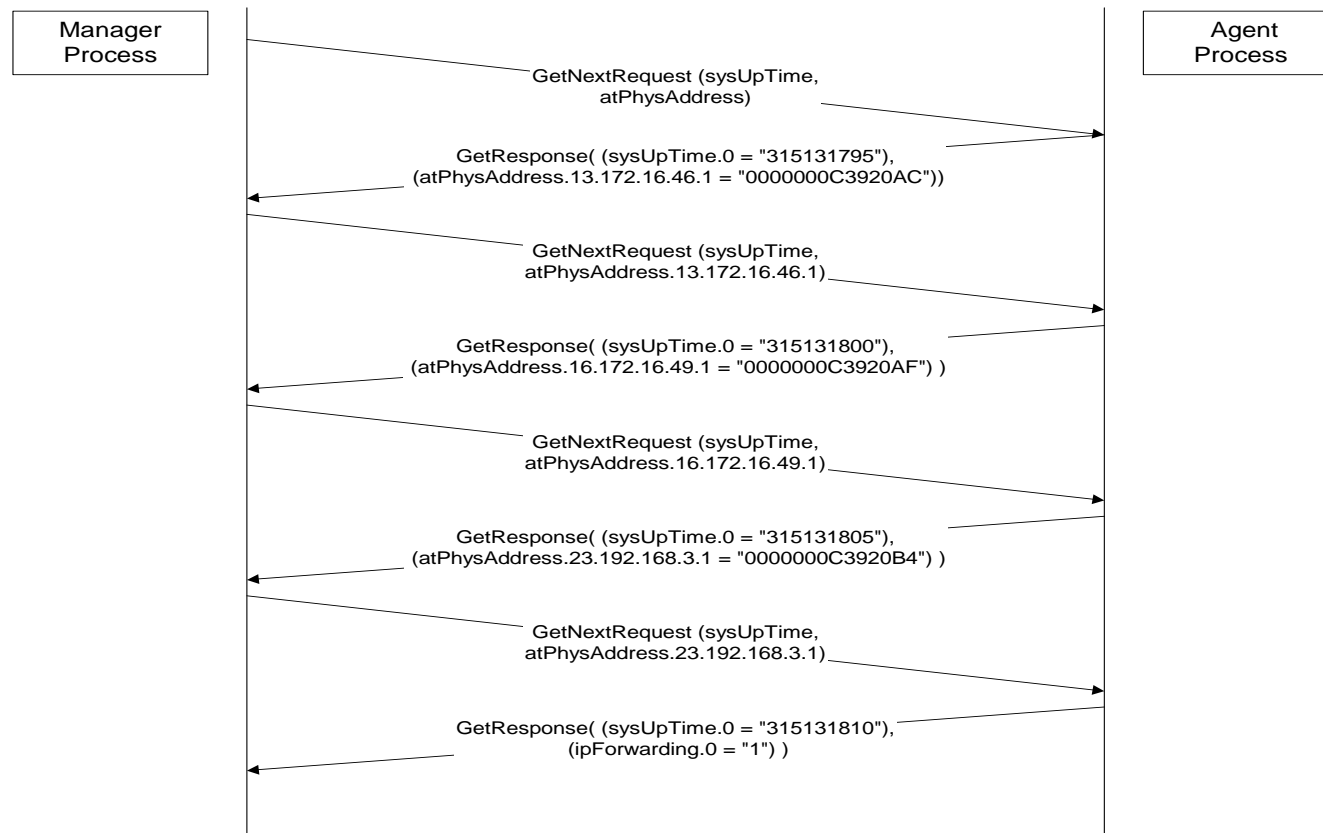 Manager
Process
Agent
Process
GetNextRequest (sysUpTime,
atPhysAddress)
GetResponse( (sysUpTime.0 = "315131795"),
(atPhysAddress.13.172.16.46.1 = "0000000C3920AC"))
GetNextRequest (sysUpTime,
atPhysAddress.13.172.16.46.1)
GetResponse( (sysUpTime.0 = "315131800"),
(atPhysAddress.16.172.16.49.1 = "0000000C3920AF") )
GetNextRequest (sysUpTime,
atPhysAddress.16.172.16.49.1)
GetResponse( (sysUpTime.0 = "315131805"),
(atPhysAddress.23.192.168.3.1 = "0000000C3920B4") )
GetNextRequest (sysUpTime,
atPhysAddress.23.192.168.3.1)
GetResponse( (sysUpTime.0 = "315131810"),
(ipForwarding.0 = "1") )